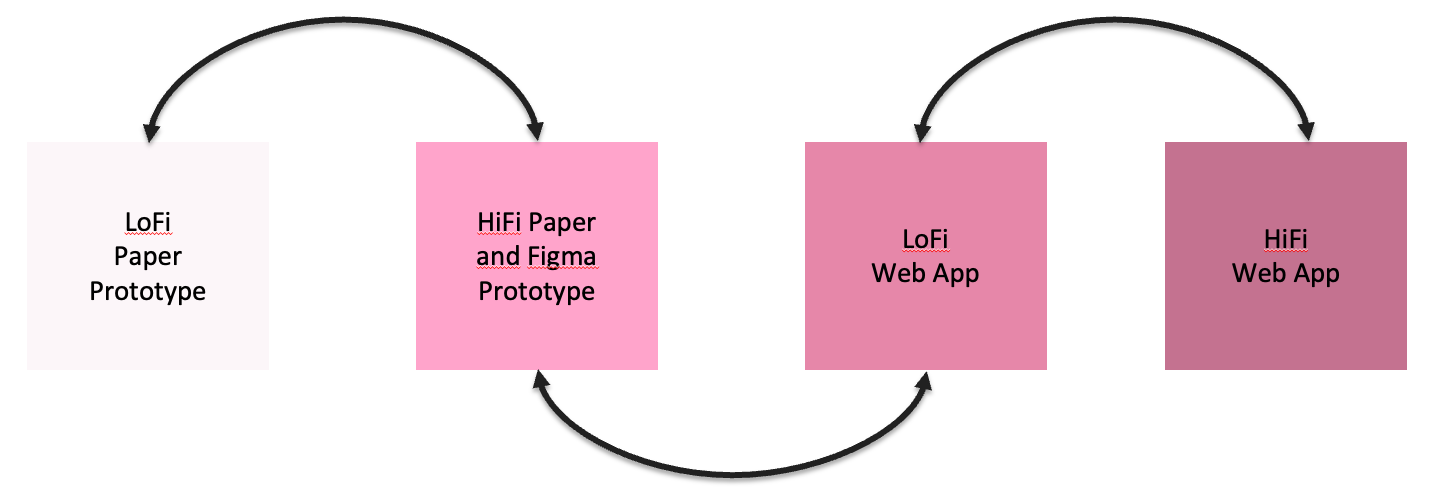 LoFi
Paper
Prototype
HiFi Paper
and Figma
Prototype
LoFi
Web App
HiFi
Web App